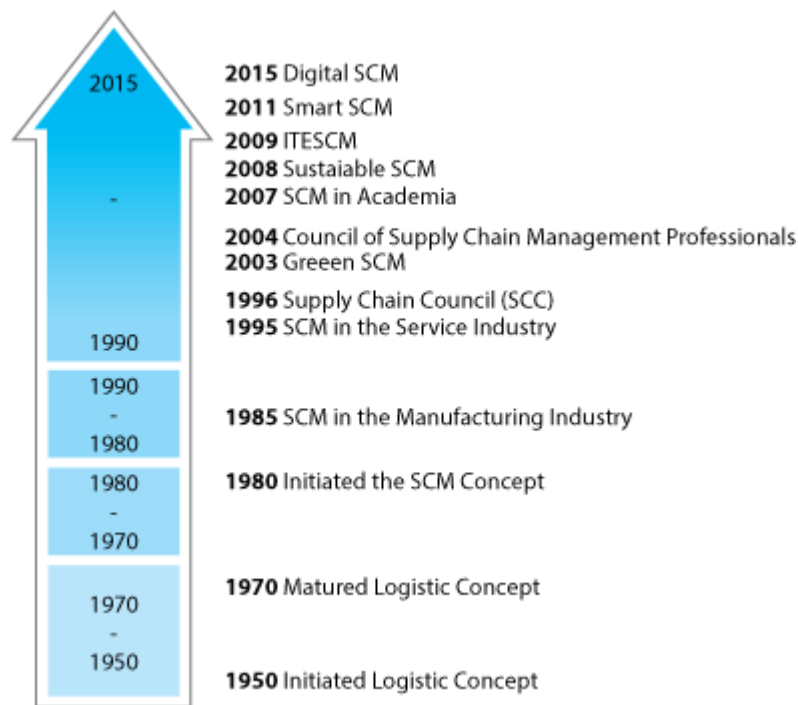 2015
-
1990
1990
-
1980
1980
-
1970
1970
-
1950
2015 Digital SCM
2011 Smart SCM
2009 ITESCM
2008 Sustaiable SCM
2007 SCM in Academia
2004 Council of Supply Chain Management Professionals
2003 Greeen SCM
1996 Supply Chain Council (SCC)
1995 SCM in the Service Industry
1985 SCM in the Manufacturing Industry
1980 Initiated the SCM Concept
1970 Matured Logistic Concept
1950 Initiated Logistic Concept